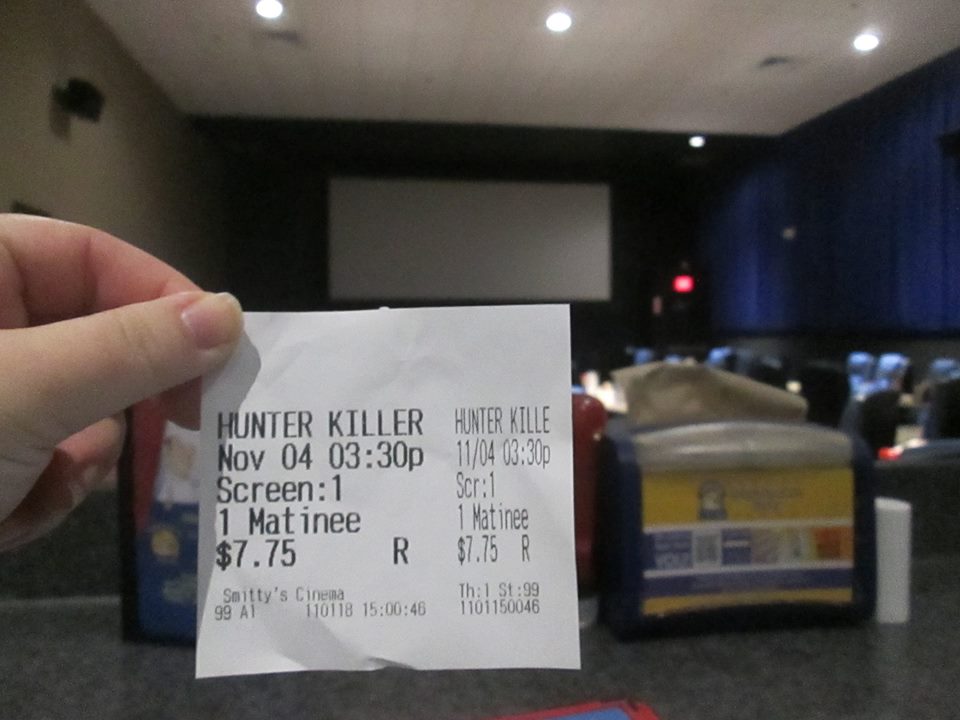 HUNTER KILLER
Nov 04 03:30p
Screen:1
1 Matinee
$7.75 R
Smitty's Cinema
99 A1 110118 15:00:46
HUNTER KILLE
11/04 03:30p
Scr:1
1 Matinee
$7.75 R
Th:1 St:99
1101150046